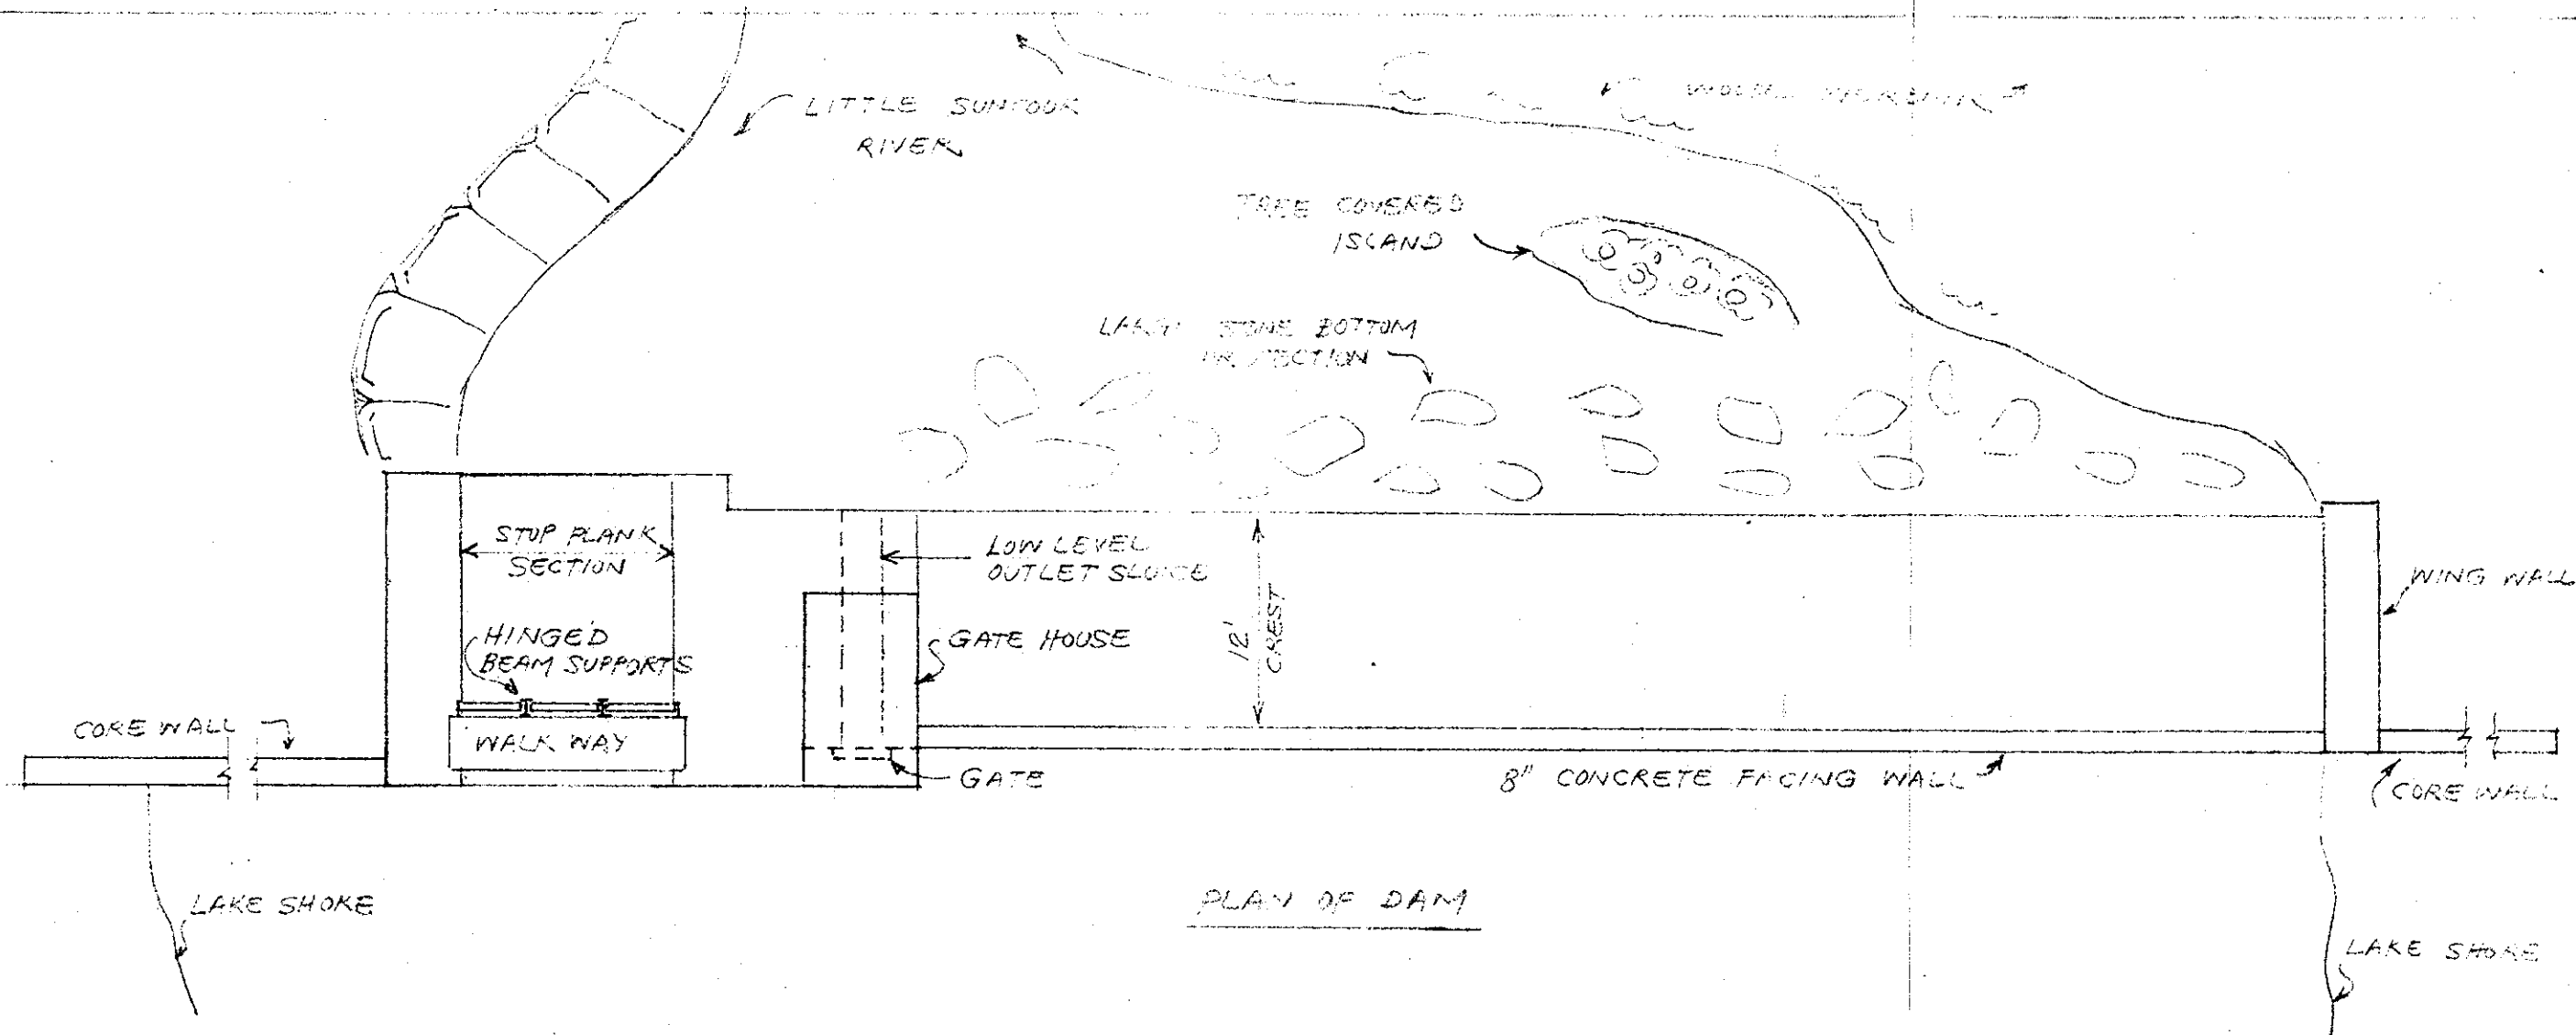 LITTLE SUNCOOK
RIVER
TREE COVERED
ISLAND
STONE BOTTOM
STOP PLANK
SECTION
LOW LEVEL
OUTLET SLUICE
12'
CREST
WING WALL
HINGED
BEAM SUPPORTS
GATE HOUSE
CORE WALL
WALK WAY
GATE
8" CONCRETE FACING WALL
CORE WALL
LAKE SHORE
PLAN OF DAM
LAKE SHORE